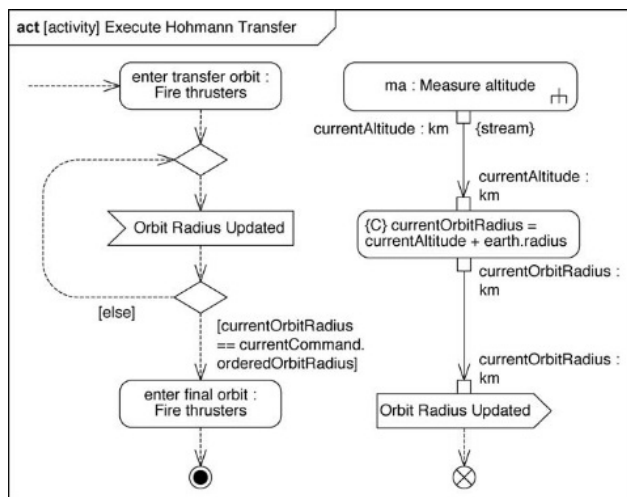 act [activity] Execute Hohmann Transfer
enter transfer orbit :
Fire thrusters
Orbit Radius Updated
[else]
[currentOrbitRadius
== currentCommand.
orderedOrbitRadius]
enter final orbit :
Fire thrusters
ma : Measure altitude
currentAltitude : km
{stream}
currentAltitude :
km
{C} currentOrbitRadius =
currentAltitude + earth.radius
currentOrbitRadius :
km
currentOrbitRadius :
km
Orbit Radius Updated